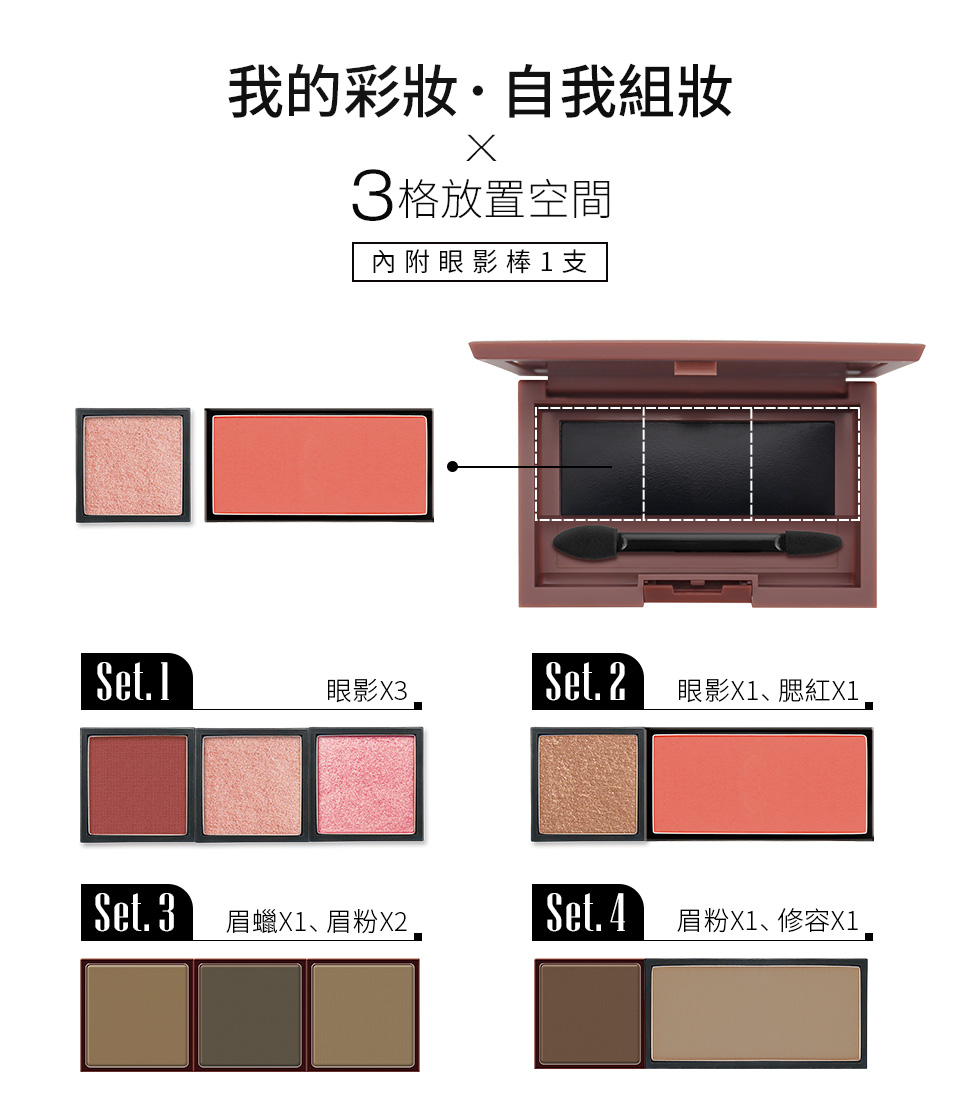 我的彩妝·自我組妝
×
3格放置空間
內附眼影棒1支
Set.1
眼影X3
Set.2
眼影X1、腮紅X1
Set.3
眉蠟X1、眉粉X2
Set.4
眉粉X1、修容X1